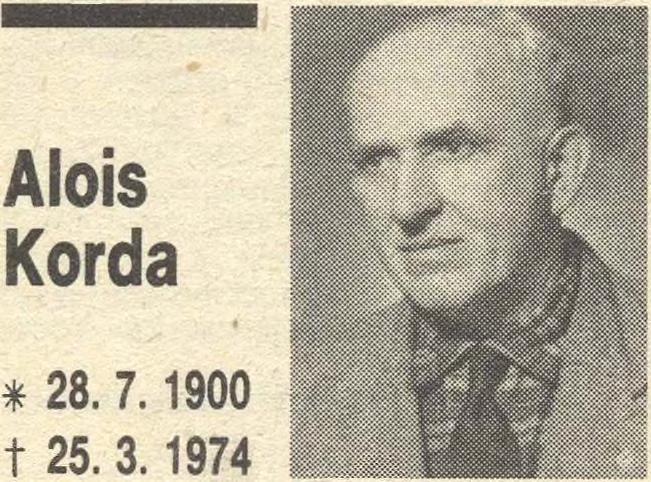 Alois
Korda
* 28. 7. 1900
† 25. 3. 1974